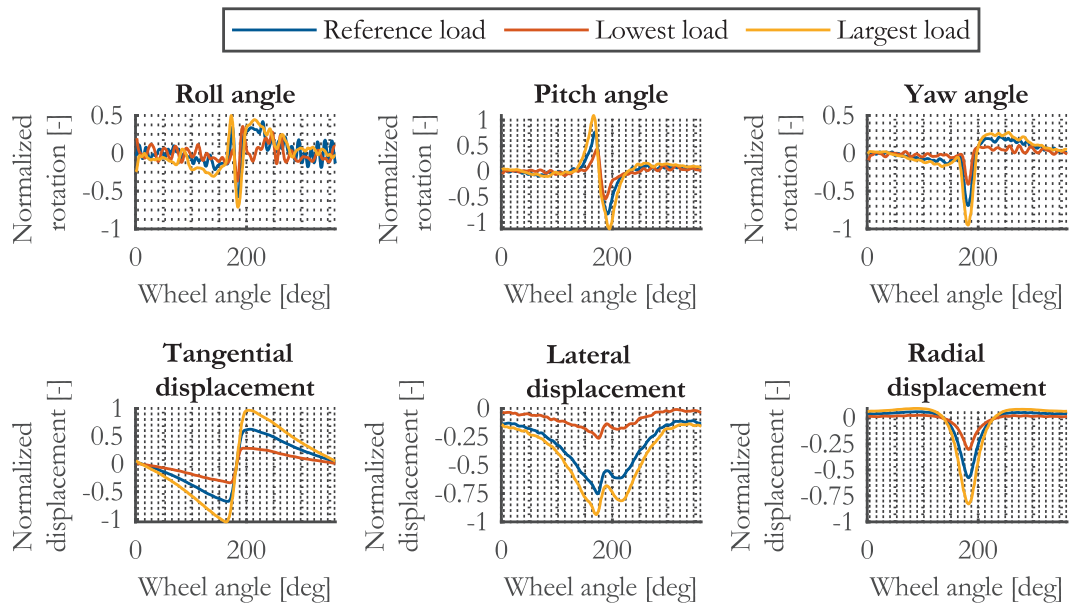 Reference load Lowest load Largest load
Roll angle
Normalized
rotation [-]
0.5
0
-0.5
-1
0 200
Wheel angle [deg]
Pitch angle
Normalized
rotation [-]
1
0.5
0
-0.5
-1
0 200
Wheel angle [deg]
Yaw angle
Normalized
rotation [-]
0.5
0
-0.5
-1
0 200
Wheel angle [deg]
Tangential
displacement
Normalized
displacement [-]
1
0.5
0
-0.5
-1
0 200
Wheel angle [deg]
Lateral
displacement
Normalized
displacement [-]
0
-0.25
-0.5
-0.75
-1
0 200
Wheel angle [deg]
Radial
displacement
Normalized
displacement [-]
0
-0.25
-0.5
-0.75
-1
0 200
Wheel angle [deg]